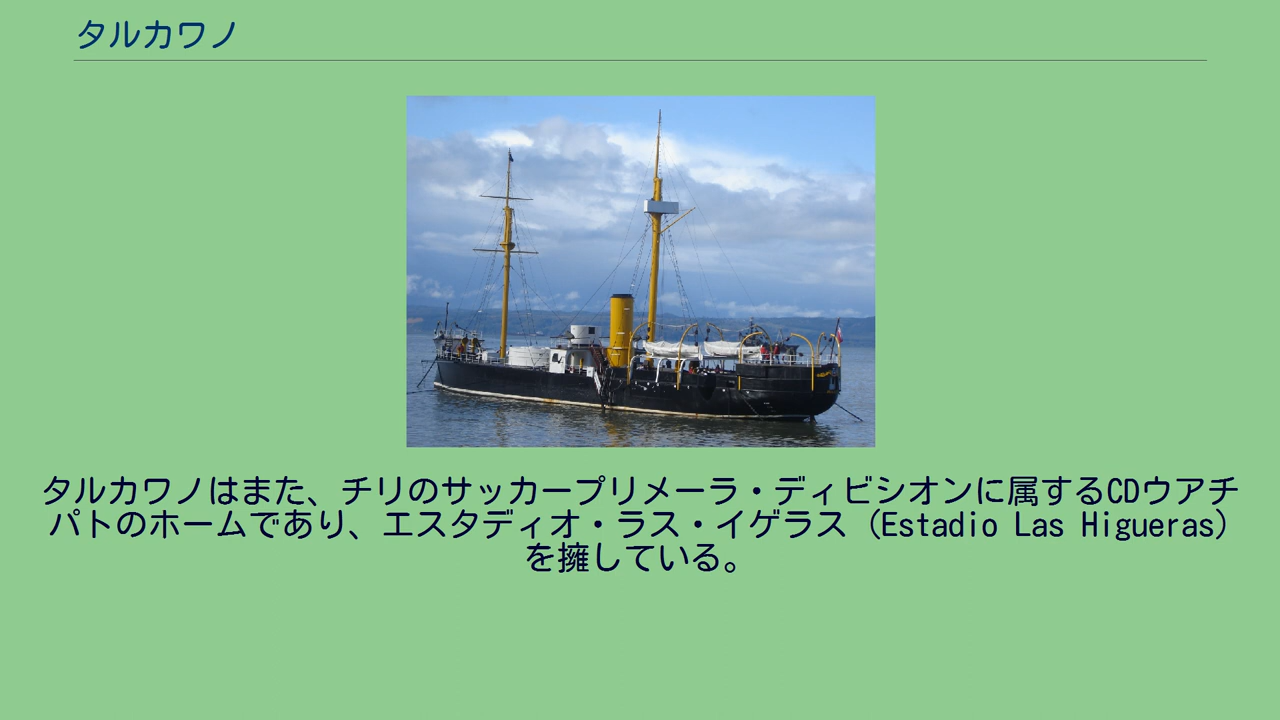 タルカワノ
タルカワノはまた、チリのサッカープリメーラ・ディビシオンに属するCDウアチ
パトのホームであり、エスタディオ・ラス・イゲラス（Estadio Las Higueras）
を擁している。